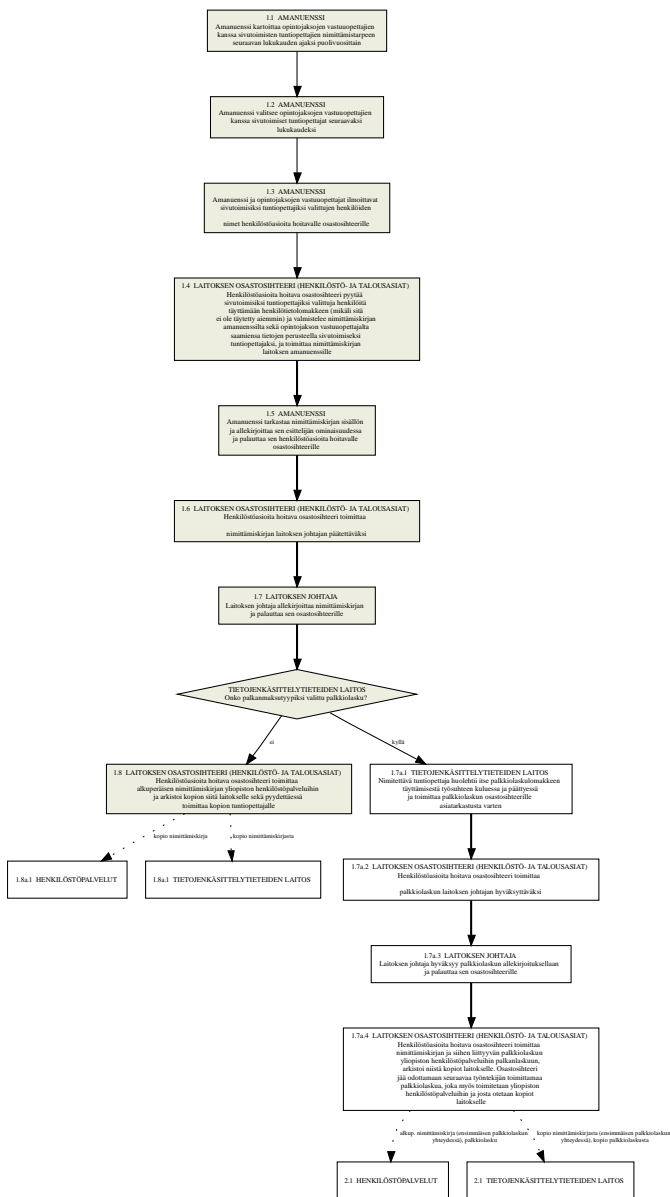 1.1 AMANUENSSI
Amanuenssi kartoittaa opintojaksojen vastuuopettajien
kanssa sivutoimisten tuntiopettajien nimittämistarpeen
seuraavan lukukauden ajaksi puolivuosittain
1.2 AMANUENSSI
Amanuenssi valitsee opintojaksojen vastuuopettajien
kanssa sivutoimiset tuntiopettajat seuraavaksi
lukukaudeksi
1.3 AMANUENSSI
Amanuenssi ja opintojaksojen vastuuopettajat ilmoittavat
sivutoimisiksi tuntiopettajiksi valittujen henkilöiden
nimet henkilöstöasioita hoitavalle osastosihteerille
1.4 LAITOKSEN OSASTOSIHTEERI (HENKILÖSTÖ- JA TALOUSASIAT)
Henkilöstöasioita hoitava osastosihteeri pyytää
sivutoimisiksi tuntiopettajiksi valittuja henkilöitä
täyttämään henkilötietolomakkeen (mikäli sitä
ei ole täytetty aiemmin) ja valmistelee nimittämiskirjan
amanuenssilta sekä opintojakson vastuuopettajalta
saamiensa tietojen perusteella sivutoimiseksi
tuntiopettajaksi, ja toimittaa nimittämiskirjan
laitoksen amanuenssille
1.5 AMANUENSSI
Amanuenssi tarkastaa nimittämiskirjan sisällön
ja allekirjoittaa sen esittelijän ominaisuudessa
ja palauttaa sen henkilöstöasioita hoitavalle
osastosihteerille
1.6 LAITOKSEN OSASTOSIHTEERI (HENKILÖSTÖ- JA TALOUSASIAT)
Henkilöstöasioita hoitava osastosihteeri toimittaa
nimittämiskirjan laitoksen johtajan päätettäväksi
1.7 LAITOKSEN JOHTAJA
Laitoksen johtaja allekirjoittaa nimittämiskirjan
ja palauttaa sen osastosihteerille
TIETOJENKÄSITTELYTIETEIDEN LAITOS
Onko palkanmaksutyypiksi valittu palkkiolasku?
ei
kyllä
1.8 LAITOKSEN OSASTOSIHTEERI (HENKILÖSTÖ- JA TALOUSASIAT)
Henkilöstöasioita hoitava osastosihteeri toimittaa
alkuperäisen nimittämiskirjan yliopiston henkilöstöpalveluihin
ja arkistoi kopion siitä laitokselle sekä pyydettäessä
toimittaa kopion tuntiopettajalle
1.7a.1 TIETOJENKÄSITTELYTIETEIDEN LAITOS
Nimitettävä tuntiopettaja huolehtii itse palkkiolaskulomakkeen
täyttämisestä työsuhteen kuluessa ja päättyessä
ja toimittaa palkkiolaskun osastosihteerille
asiatarkastusta varten
kopio nimittämiskirja
kopio nimittämiskirjasta
1.8a.1 HENKILÖSTÖPALVELUT
1.8a.1 TIETOJENKÄSITTELYTIETEIDEN LAITOS
1.7a.2 LAITOKSEN OSASTOSIHTEERI (HENKILÖSTÖ- JA TALOUSASIAT)
Henkilöstöasioita hoitava osastosihteeri toimittaa
palkkiolaskun laitoksen johtajan hyväksyttäväksi
1.7a.3 LAITOKSEN JOHTAJA
Laitoksen johtaja hyväksyy palkkiolaskun allekirjoituksellaan
ja palauttaa sen osastosihteerille
1.7a.4 LAITOKSEN OSASTOSIHTEERI (HENKILÖSTÖ- JA TALOUSASIAT)
Henkilöstöasioita hoitava osastosihteeri toimittaa
nimittämiskirjan ja siihen liittyvän palkkiolaskun
yliopiston henkilöstöpalveluihin palkanlaskuun,
arkistoi niistä kopiot laitokselle. Osastosihteeri
jää odottamaan seuraavaa työntekijän toimittamaa
palkkiolaskua, joka myös toimitetaan yliopiston
henkilöstöpalveluihin ja josta otetaan kopiot
laitokselle
alkup. nimittämiskirja (ensimmäisen palkkiolaskun
yhteydessä), palkkiolasku
kopio nimittämiskirjasta (ensimmäisen palkkiolaskun
yhteydessä), kopio palkkiolaskusta
2.1 HENKILÖSTÖPALVELUT
2.1 TIETOJENKÄSITTELYTIETEIDEN LAITOS